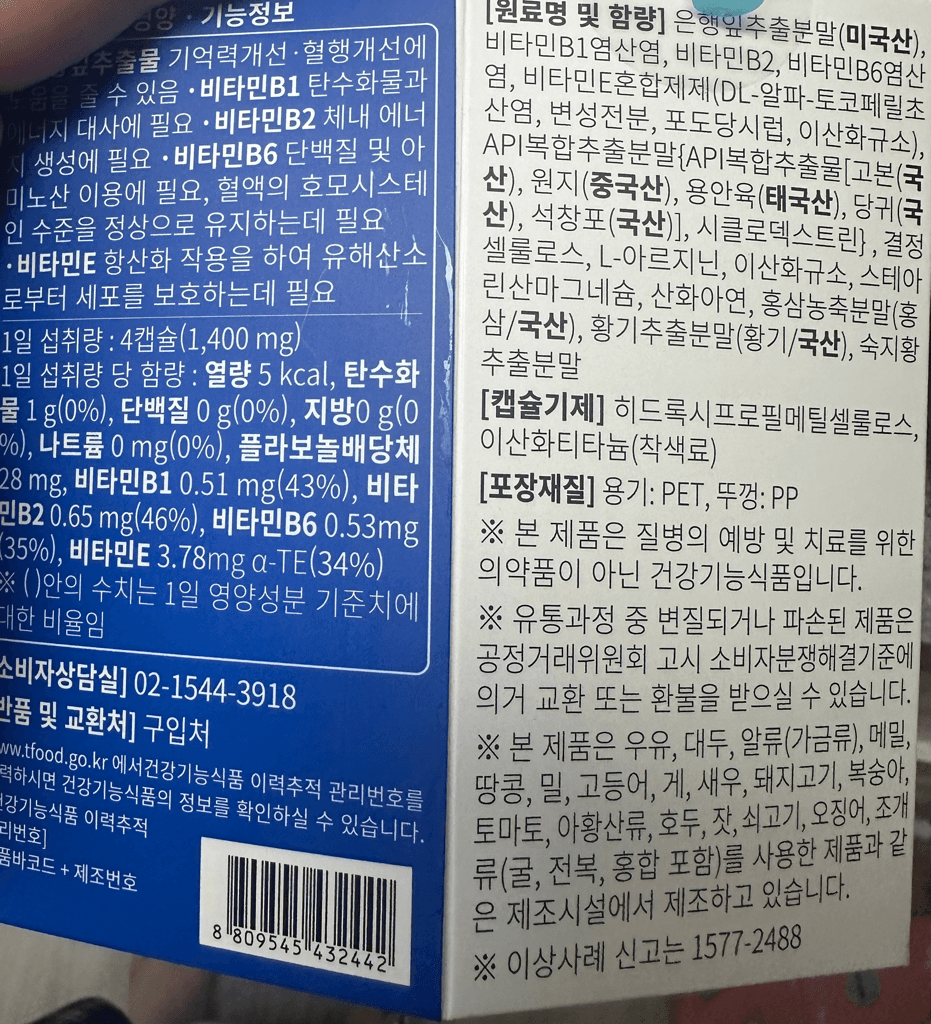 영양 · 기능정보
잎추출물 기억력개선·혈행개선에
도움을 줄 수 있음 ·비타민B1 탄수화물과
에너지 대사에 필요 ·비타민B2 체내 에너
지 생성에 필요 ·비타민B6 단백질 및 아
미노산 이용에 필요, 혈액의 호모시스테
인 수준을 정상으로 유지하는데 필요
·비타민E 항산화 작용을 하여 유해산소
로부터 세포를 보호하는데 필요
1일 섭취량 : 4캡슐(1,400 mg)
1일 섭취량 당 함량 : 열량 5 kcal, 탄수화
물 1 g(0%), 단백질 0 g(0%), 지방0 g(0
%), 나트륨 0 mg(0%), 플라보놀배당체
28 mg, 비타민B1 0.51 mg(43%), 비타
민B2 0.65 mg(46%), 비타민B6 0.53mg
(35%), 비타민E 3.78mg α-TE(34%)
※ ( )안의 수치는 1일 영양성분 기준치에
대한 비율임
소비자상담실] 02-1544-3918
반품 및 교환처] 구입처
www.tfood.go.kr 에서건강기능식품 이력추적 관리번호를
력하시면 건강기능식품의 정보를 확인하실 수 있습니다.
건강기능식품 이력추적
리번호]
품바코드 + 제조번호
8 809545 432442
[원료명 및 함량] 은행잎추출분말(미국산),
비타민B1염산염, 비타민B2, 비타민B6염산
염, 비타민E혼합제제(DL-알파-토코페릴초
산염, 변성전분, 포도당시럽, 이산화규소),
API복합추출분말{API복합추출물[고본(국
산), 원지(중국산), 용안육(태국산), 당귀(국
산), 석창포(국산)], 시클로덱스트린}, 결정
셀룰로스, L-아르지닌, 이산화규소, 스테아
린산마그네슘, 산화아연, 홍삼농축분말(홍
삼/국산), 황기추출분말(황기/국산), 숙지황
추출분말
[캡슐기제] 히드록시프로필메틸셀룰로스,
이산화티타늄(착색료)
[포장재질] 용기: PET, 뚜껑: PP
※ 본 제품은 질병의 예방 및 치료를 위한
의약품이 아닌 건강기능식품입니다.
※ 유통과정 중 변질되거나 파손된 제품은
공정거래위원회 고시 소비자분쟁해결기준에
의거 교환 또는 환불을 받으실 수 있습니다.
※ 본 제품은 우유, 대두, 알류(가금류), 메밀,
땅콩, 밀, 고등어, 게, 새우, 돼지고기, 복숭아,
토마토, 아황산류, 호두, 잣, 쇠고기, 오징어, 조개
류(굴, 전복, 홍합 포함)를 사용한 제품과 같
은 제조시설에서 제조하고 있습니다.
※ 이상사례 신고는 1577-2488